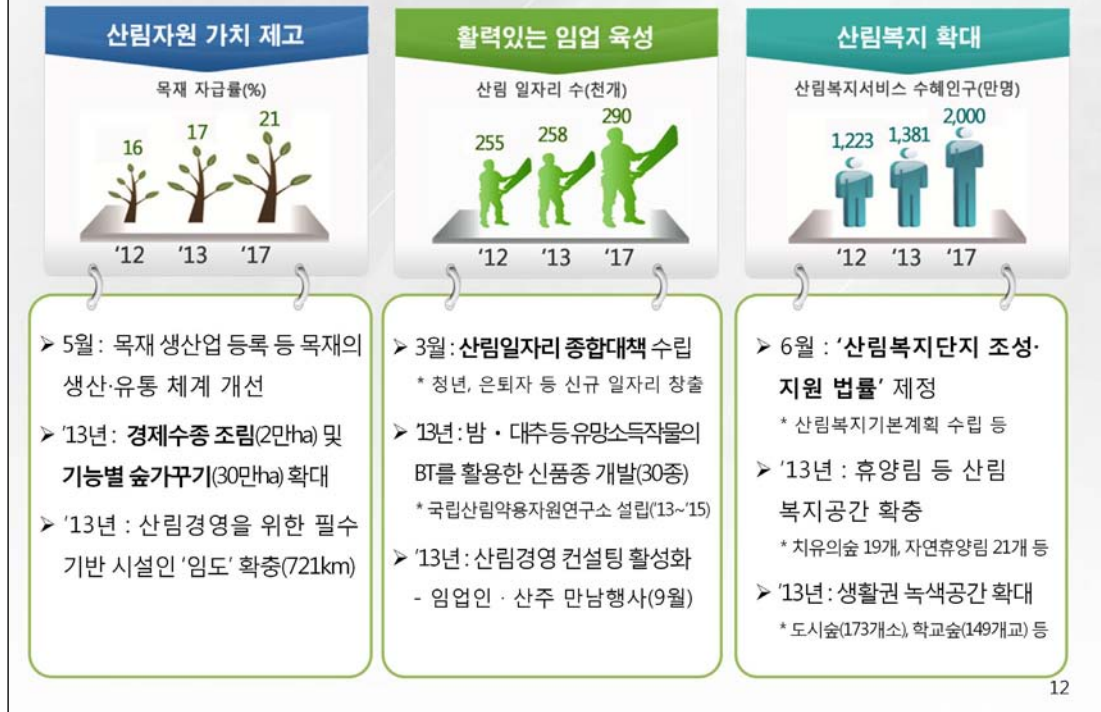 산림자원 가치 제고
목재 자급률(%)
16
17
21
'12 '13 '17
➢ 5월 : 목재 생산업 등록 등 목재의
생산·유통 체계 개선
➢ '13년 : 경제수종 조림(2만ha) 및
기능별 숲가꾸기(30만ha) 확대
➢ '13년 : 산림경영을 위한 필수
기반 시설인 '임도' 확충(721km)
활력있는 임업 육성
산림 일자리 수(천개)
255
258
290
'12 '13 '17
➢ 3월 : 산림일자리 종합대책 수립
* 청년, 은퇴자 등 신규 일자리 창출
➢ '13년 : 밤 · 대추 등 유망소득작물의
BT를 활용한 신품종 개발(30종)
* 국립산림약용자원연구소 설립('13~'15)
➢ '13년 : 산림경영 컨설팅 활성화
- 임업인 · 산주 만남행사(9월)
산림복지 확대
산림복지서비스 수혜인구(만명)
1,223
1,381
2,000
'12 '13 '17
➢ 6월 : '산림복지단지 조성·
지원 법률' 제정
* 산림복지기본계획 수립 등
➢ '13년 : 휴양림 등 산림
복지공간 확충
* 치유의숲 19개, 자연휴양림 21개 등
➢ '13년 : 생활권 녹색공간 확대
* 도시숲(173개소), 학교숲(149개교) 등
12